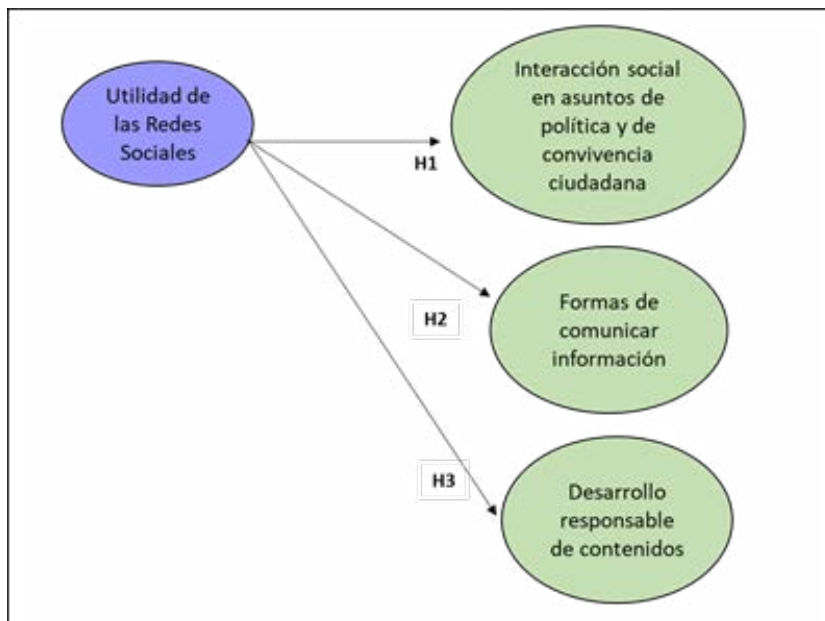 Utilidad de
las Redes
Sociales
Interacción social
en asuntos de
política y de
convivencia
ciudadana
H1
Formas de
comunicar
información
H2
Desarrollo
responsable
de contenidos
H3